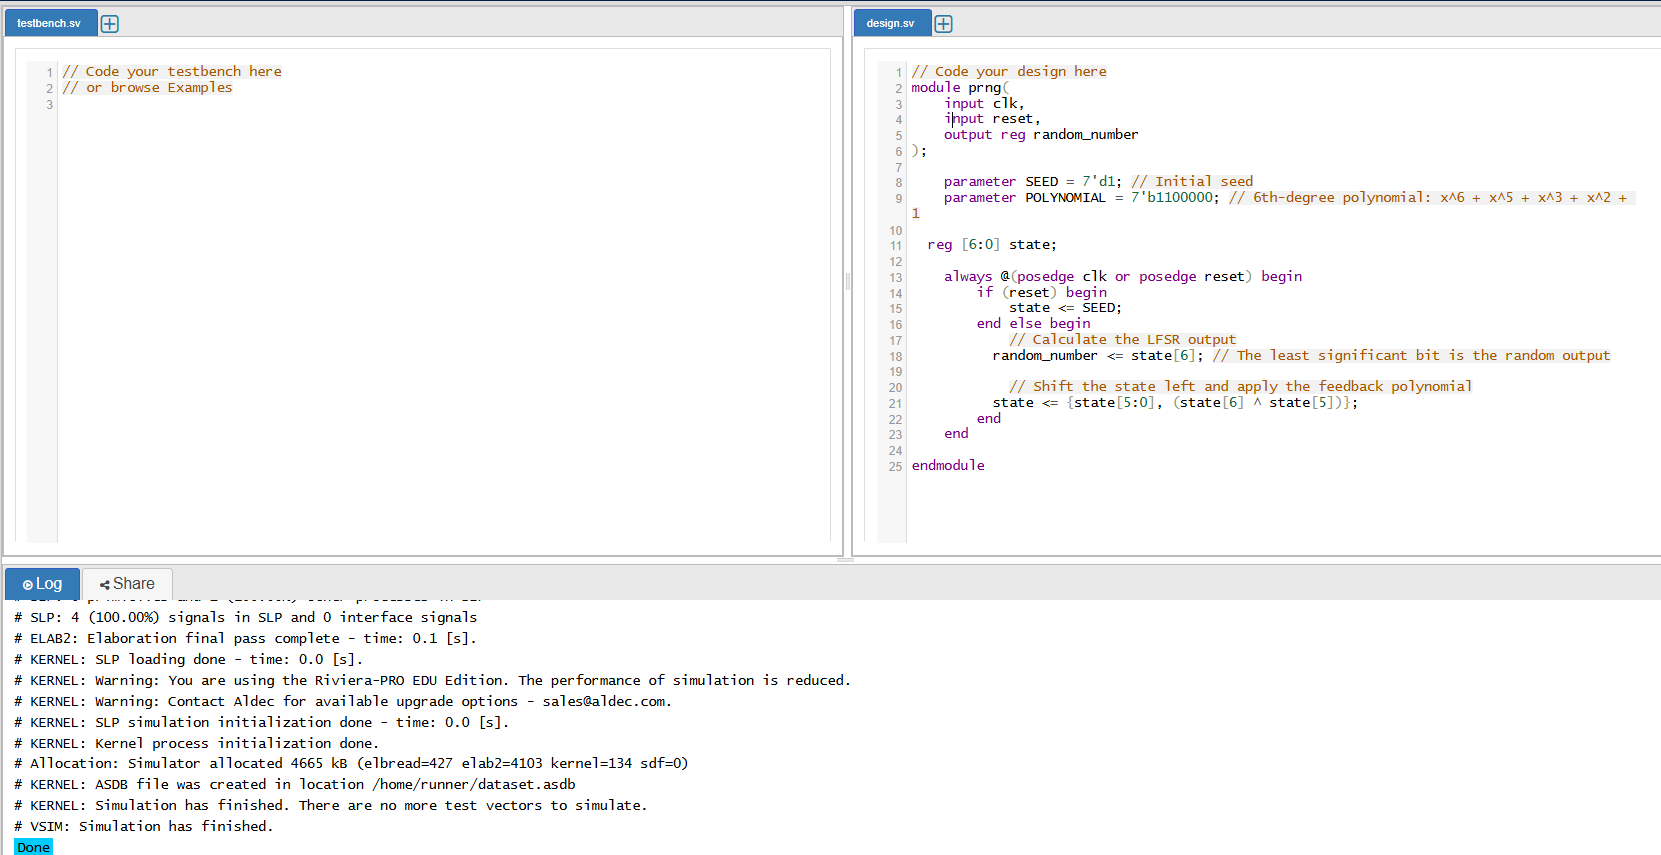 testbench.sv
1 // Code your testbench here
2 // or browse Examples
3
design.sv
1 // Code your design here
2 module prng(
3 input clk,
4 input reset,
5 output reg random_number
6 );
7
8 parameter SEED = 7'd1; // Initial seed
9 parameter POLYNOMIAL = 7'b1100000; // 6th-degree polynomial: x^6 + x^5 + x^3 + x^2 +
1
10
11 reg [6:0] state;
12
13 always @(posedge clk or posedge reset) begin
14 if (reset) begin
15 state <= SEED;
16 end else begin
17 // Calculate the LFSR output
18 random_number <= state[6]; // The least significant bit is the random output
19
20 // Shift the state left and apply the feedback polynomial
21 state <= {state[5:0], (state[6] ^ state[5])};
22 end
23 end
24
25 endmodule
Log
Share
# SLP: 4 (100.00%) signals in SLP and 0 interface signals
# ELAB2: Elaboration final pass complete - time: 0.1 [s].
# KERNEL: SLP loading done - time: 0.0 [s].
# KERNEL: Warning: You are using the Riviera-PRO EDU Edition. The performance of simulation is reduced.
# KERNEL: Warning: Contact Aldec for available upgrade options - sales@aldec.com.
# KERNEL: SLP simulation initialization done - time: 0.0 [s].
# KERNEL: Kernel process initialization done.
# Allocation: Simulator allocated 4665 kB (elbread=427 elab2=4103 kernel=134 sdf=0)
# KERNEL: ASDB file was created in location /home/runner/dataset.asdb
# KERNEL: Simulation has finished. There are no more test vectors to simulate.
# VSIM: Simulation has finished.
Done